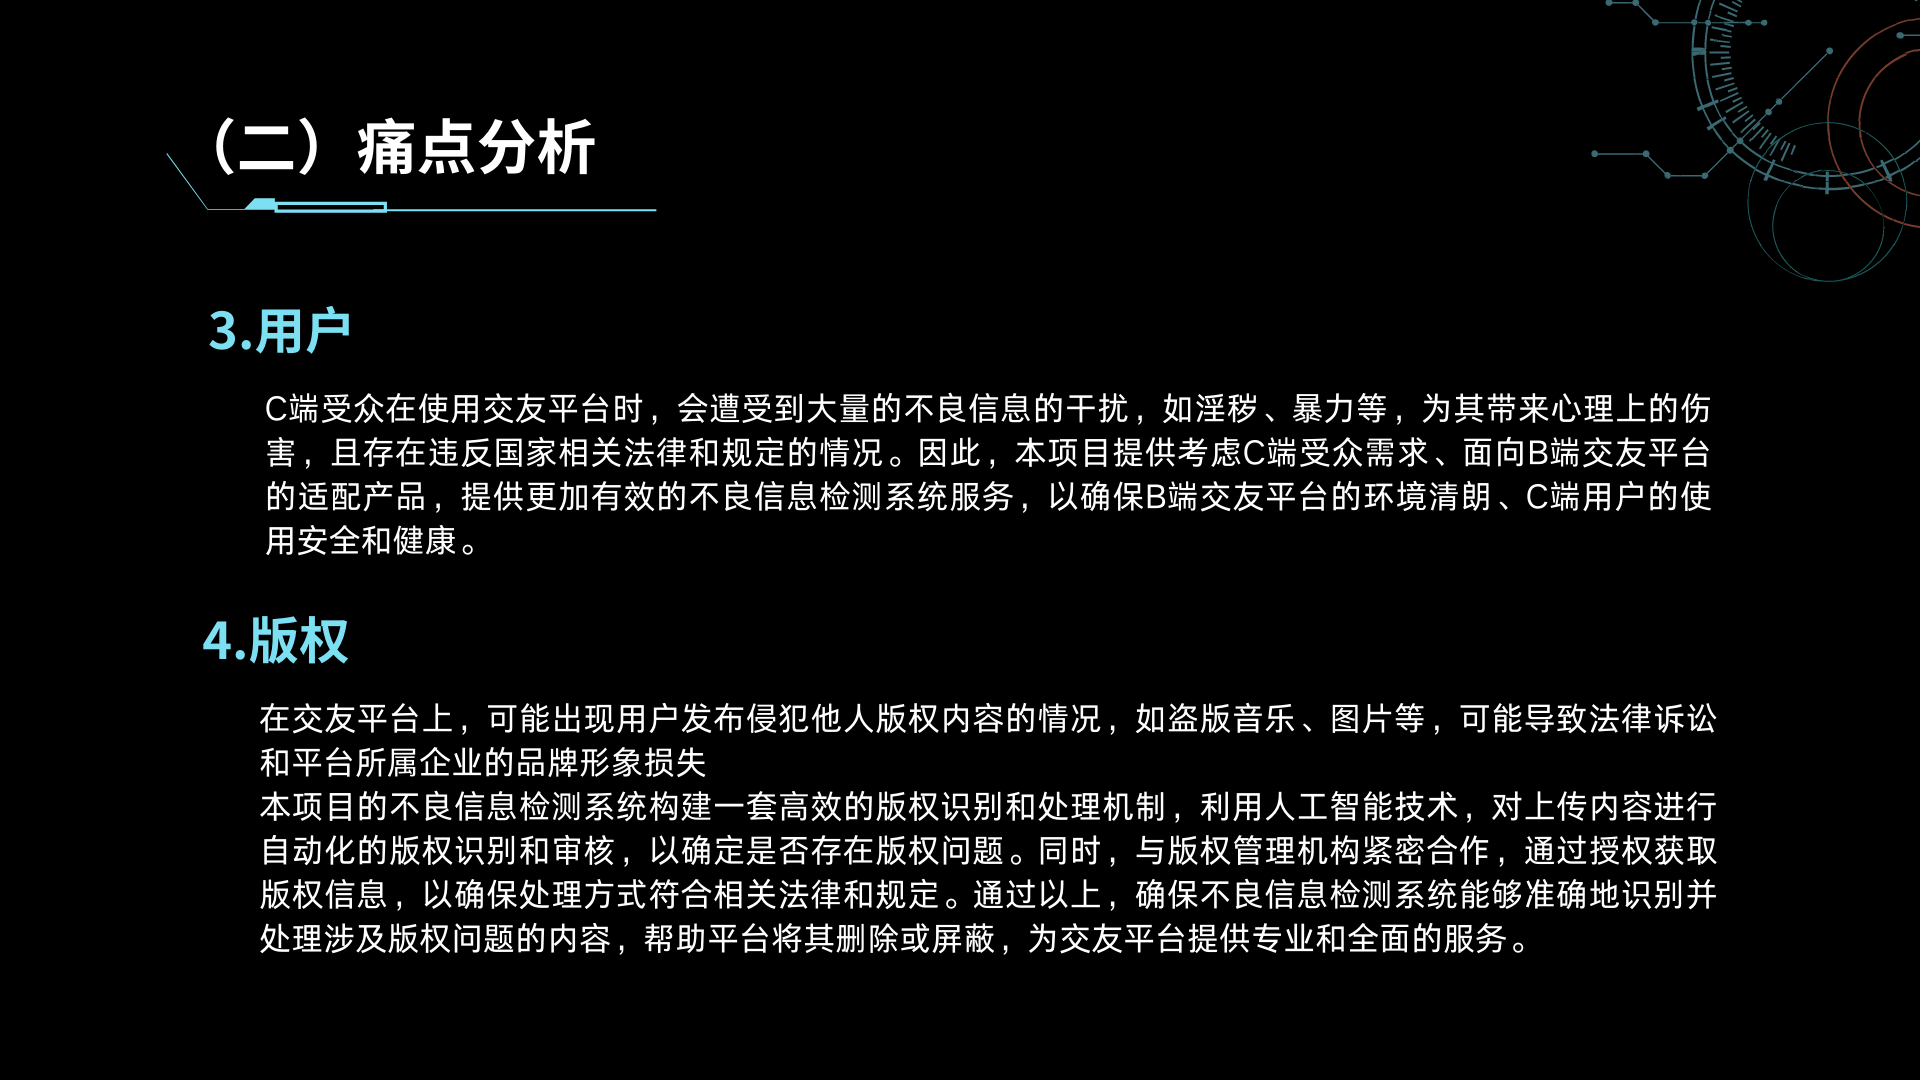 （二）痛点分析
3.用户
C端受众在使用交友平台时，会遭受到大量的不良信息的干扰，如淫秽、暴力等，为其带来心理上的伤
害，且存在违反国家相关法律和规定的情况。因此，本项目提供考虑C端受众需求、面向B端交友平台
的适配产品，提供更加有效的不良信息检测系统服务，以确保B端交友平台的环境清朗、C端用户的使
用安全和健康。
4.版权
在交友平台上，可能出现用户发布侵犯他人版权内容的情况，如盗版音乐、图片等，可能导致法律诉讼
和平台所属企业的品牌形象损失
本项目的不良信息检测系统构建一套高效的版权识别和处理机制，利用人工智能技术，对上传内容进行
自动化的版权识别和审核，以确定是否存在版权问题。同时，与版权管理机构紧密合作，通过授权获取
版权信息，以确保处理方式符合相关法律和规定。通过以上，确保不良信息检测系统能够准确地识别并
处理涉及版权问题的内容，帮助平台将其删除或屏蔽，为交友平台提供专业和全面的服务。